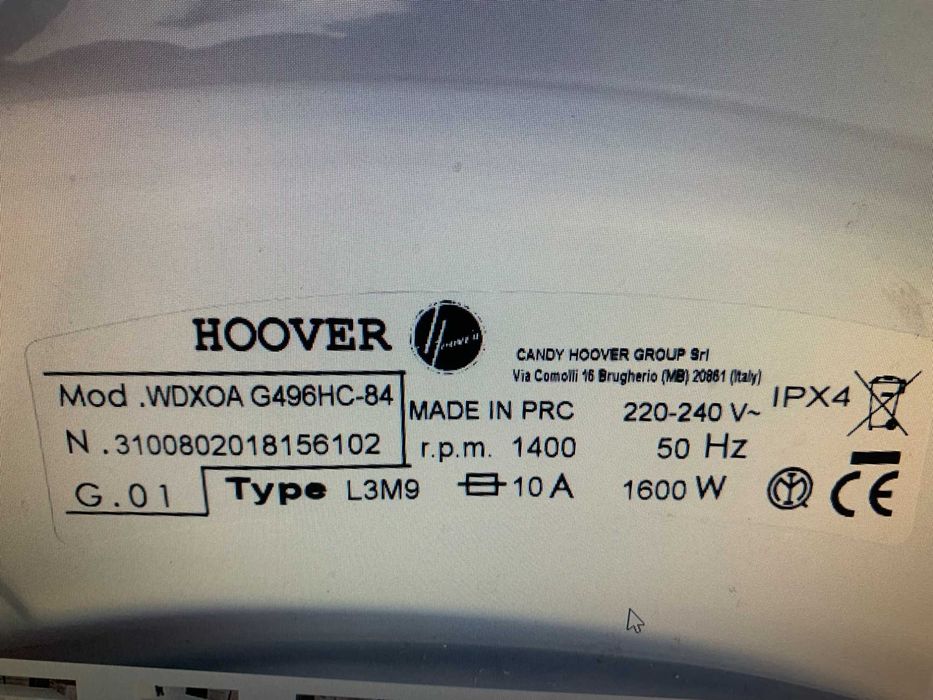 HOOVER
CANDY HOOVER GROUP Srl
Via Comolli 16 Brugherio (MB) 20861 (Italy)
Mod .WDXOA G496HC-84
MADE IN PRC
220-240 V~
IPX4
N .3100802018156102
r.p.m. 1400
50 Hz
G.01
Type L3M9
10 A
1600 W
CE